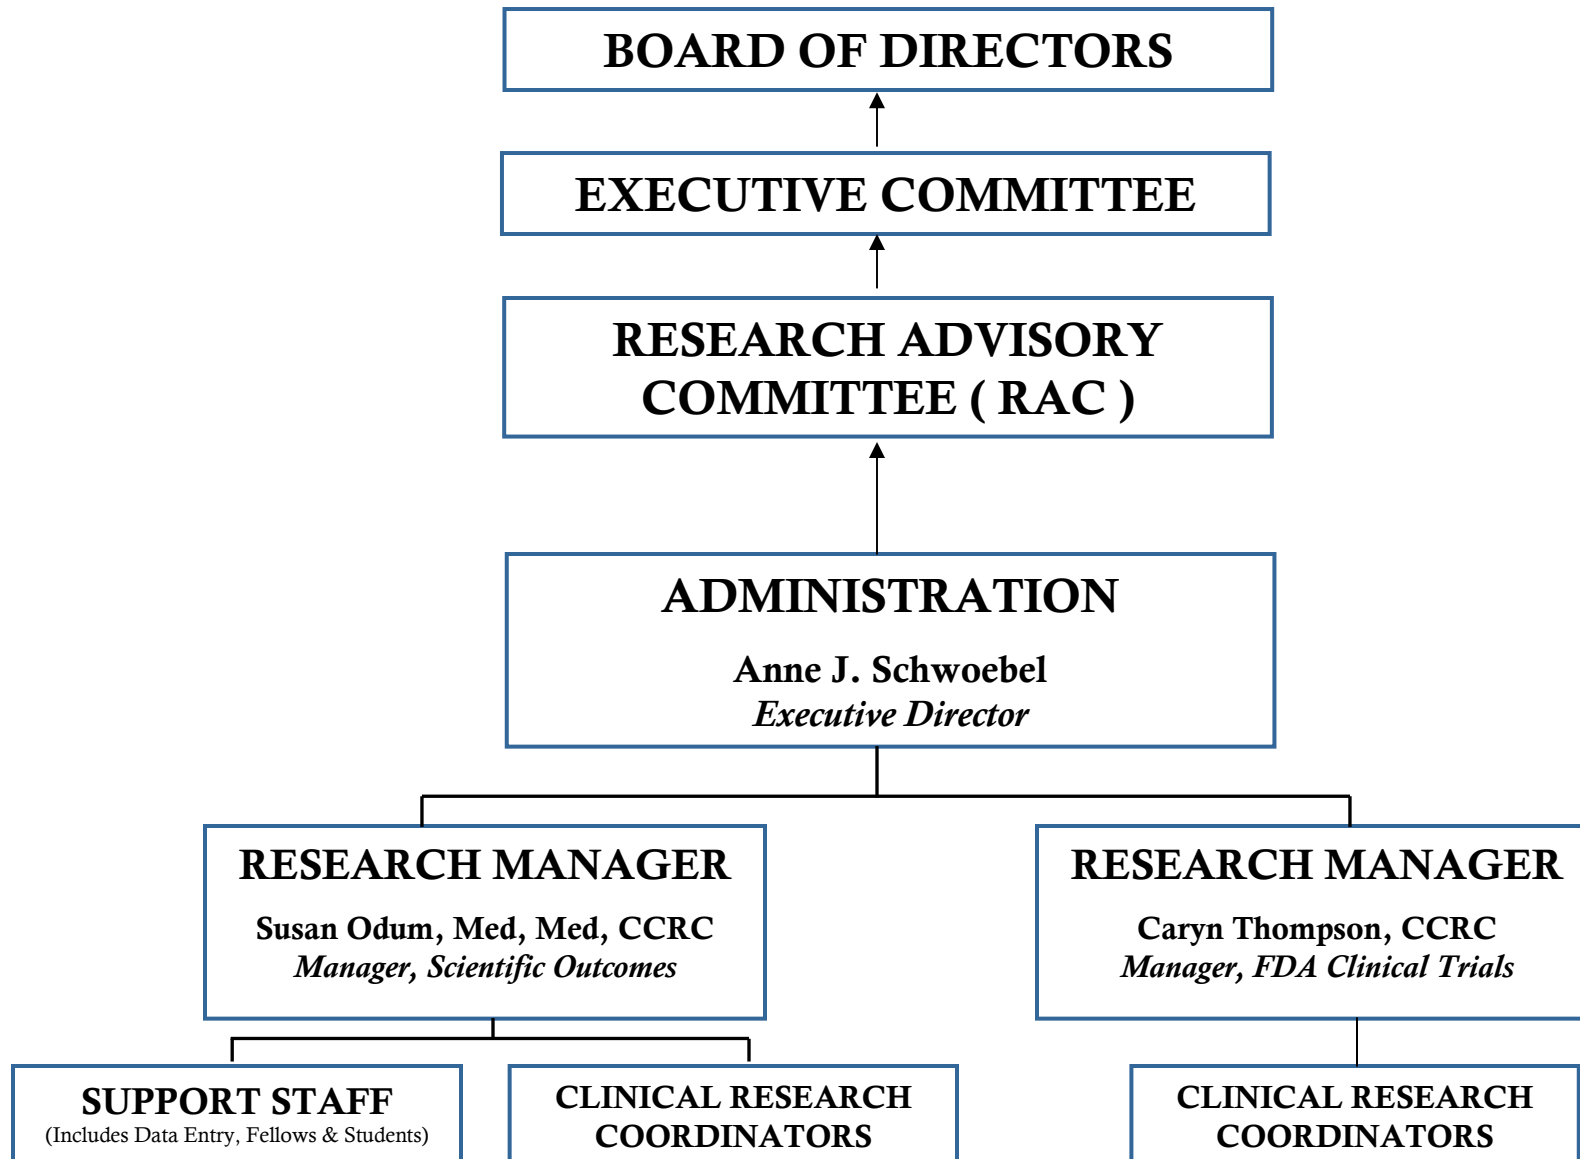 BOARD OF DIRECTORS
EXECUTIVE COMMITTEE
RESEARCH ADVISORY
COMMITTEE ( RAC )
ADMINISTRATION
Anne J. Schwoebel
Executive Director
RESEARCH MANAGER
Susan Odum, Med, Med, CCRC
Manager, Scientific Outcomes
RESEARCH MANAGER
Caryn Thompson, CCRC
Manager, FDA Clinical Trials
SUPPORT STAFF
(Includes Data Entry, Fellows & Students)
CLINICAL RESEARCH
COORDINATORS
CLINICAL RESEARCH
COORDINATORS